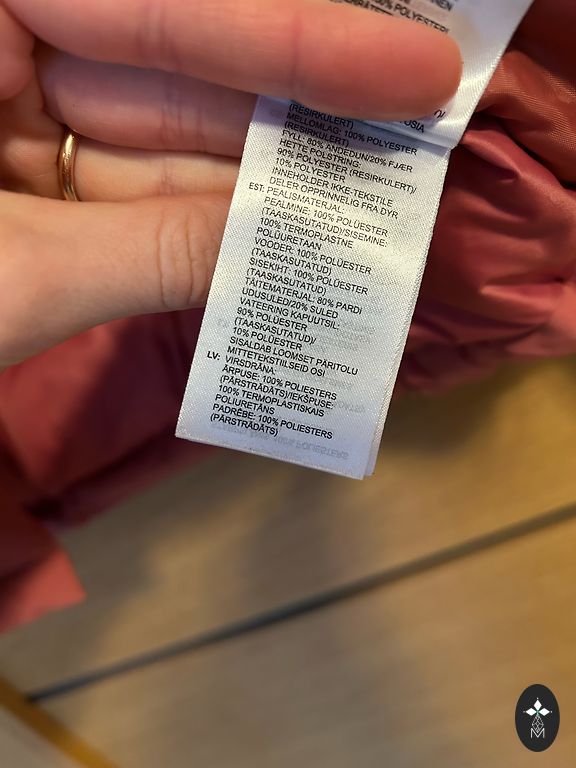 100% POLYESTER
(RESIRKULERT)
OSIA
MELLOMLAG: 100% POLYESTER
(RESIRKULERT)
FYLL: 80% ANDEDUN/20% FJÆR
HETTE POLSTRING:
90% POLYESTER (RESIRKULERT)/
10% POLYESTER
INNEHOLDER IKKE-TEKSTILE
DELER OPPRINNELIG FRA DYR
EST: PEALISMATERJAL:
PEALMINE: 100% POLÜESTER
(TAASKASUTATUD)/SISEMINE:
100% TERMOPLASTNE
POLÜURETAAN
VOODER: 100% POLÜESTER
(TAASKASUTATUD)
SISEKIHT: 100% POLÜESTER
(TAASKASUTATUD)
TÄITEMATERJAL: 80% PARDI
UDUSULED/20% SULED
VATEERING KAPUUTSIL:
90% POLÜESTER
(TAASKASUTATUD)/
10% POLÜESTER
SISALDAB LOOMSET PÄRITOLU
MITTETEKSTIILSEID OSI
LV: VIRSDRĀNA:
ĀRPUSE: 100% POLIESTERS
(PĀRSTRĀDĀTS)/IEKŠPUSE:
100% TERMOPLASTISKAIS
POLIURETĀNS
PADRĒBE: 100% POLIESTERS
(PĀRSTRĀDĀTS)